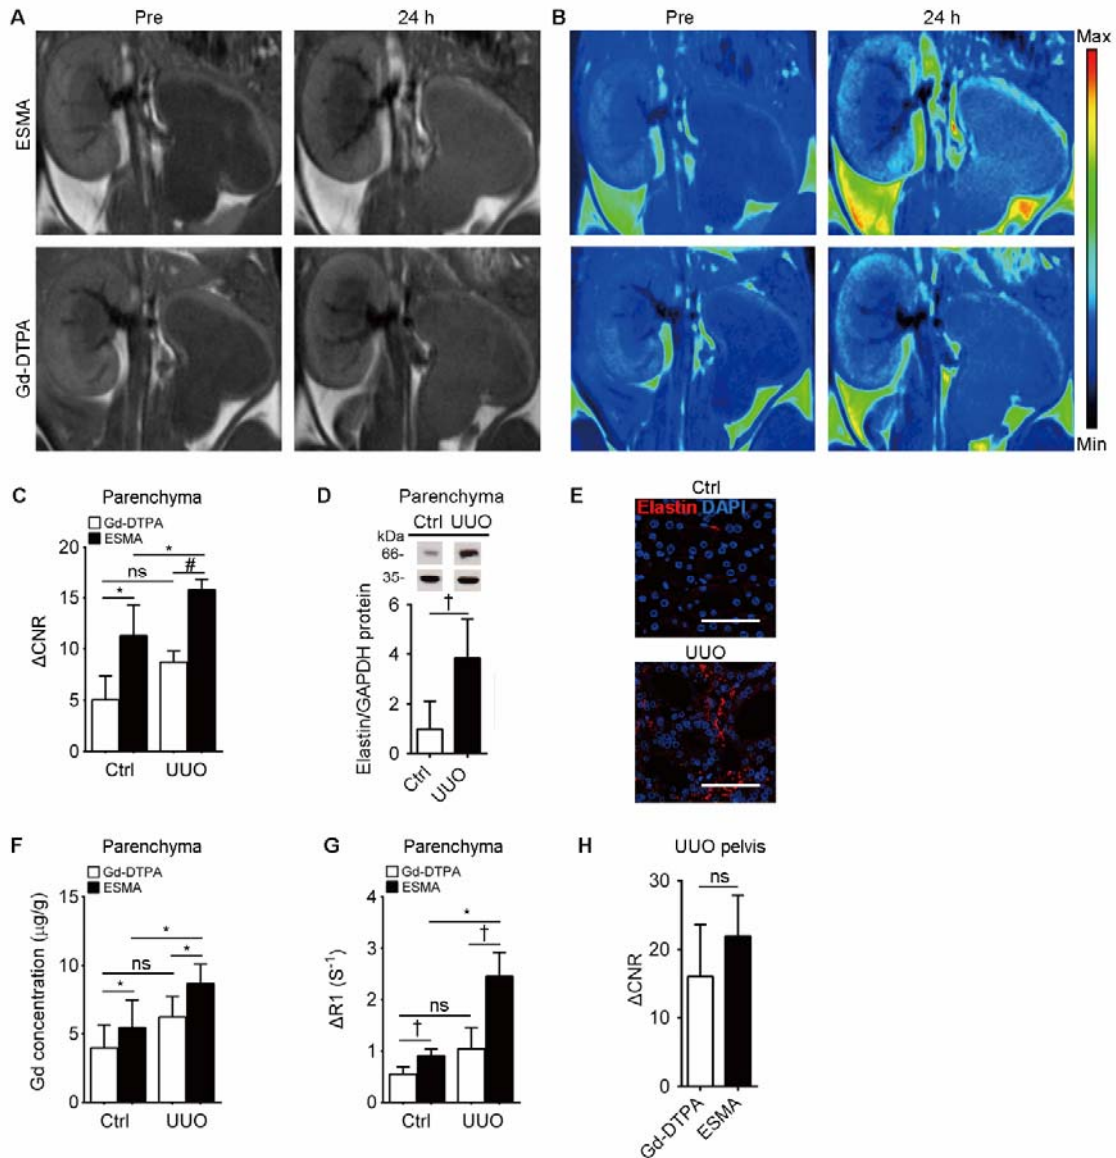 A Pre 24 h B Pre 24 h
Max
ESMA
Gd-DTPA
Min
C Parenchyma
Gd-DTPA
ESMA
20
15
10
5
0
ΔCNR
*
ns
#
*
Ctrl UUO
D Parenchyma
Ctrl UUO
kDa
66-
35-
†
6
4
2
0
Elastin/GAPDH protein
Ctrl
UUO
E Ctrl
Elastin DAPI
UUO
F Parenchyma
Gd-DTPA
ESMA
15
10
5
0
Gd concentration (µg/g)
*
ns
*
*
Ctrl UUO
G Parenchyma
Gd-DTPA
ESMA
4
3
2
1
0
ΔR1 (S⁻¹)
*
†
ns
†
Ctrl UUO
H UUO pelvis
30
20
10
0
ΔCNR
ns
Gd-DTPA
ESMA